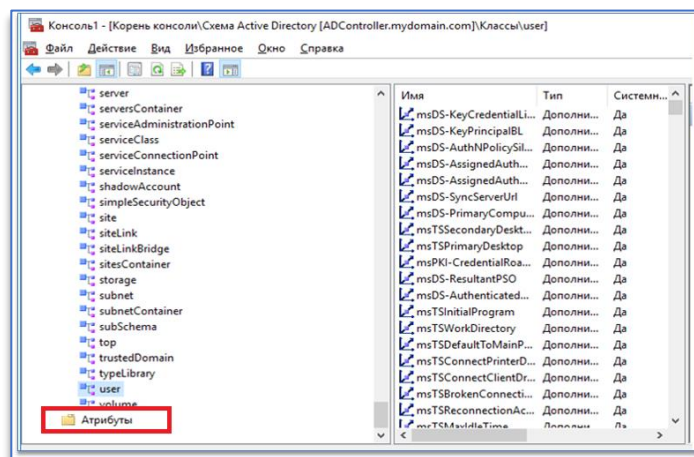 Консоль1 - [Корень консоли\Схема Active Directory [ADController.mydomain.com]\Классы\user]
Файл Действие Вид Избранное Окно Справка
server
serversContainer
serviceAdministrationPoint
serviceClass
serviceConnectionPoint
serviceInstance
shadowAccount
simpleSecurityObject
site
siteLink
siteLinkBridge
sitesContainer
storage
subnet
subnetContainer
subSchema
top
trustedDomain
typeLibrary
user
volume
Атрибуты
Имя Тип Системн...
msDS-KeyCredentialLi... Дополни... Да
msDS-KeyPrincipalBL Дополни... Да
msDS-AuthNPolicySil... Дополни... Да
msDS-AssignedAuth... Дополни... Да
msDS-AssignedAuth... Дополни... Да
msDS-SyncServerUrl Дополни... Да
msDS-PrimaryCompu... Дополни... Да
msTSSecondaryDeskt... Дополни... Да
msTSPrimaryDesktop Дополни... Да
msPKI-CredentialRoa... Дополни... Да
msDS-ResultantPSO Дополни... Да
msDS-Authenticated... Дополни... Да
msTSInitialProgram Дополни... Да
msTSWorkDirectory Дополни... Да
msTSDefaultToMainP... Дополни... Да
msTSConnectPrinterD... Дополни... Да
msTSConnectClientDr... Дополни... Да
msTSBrokenConnecti... Дополни... Да
msTSReconnectionAc... Дополни... Да
msTSMaxIdleTime Дополни... Да